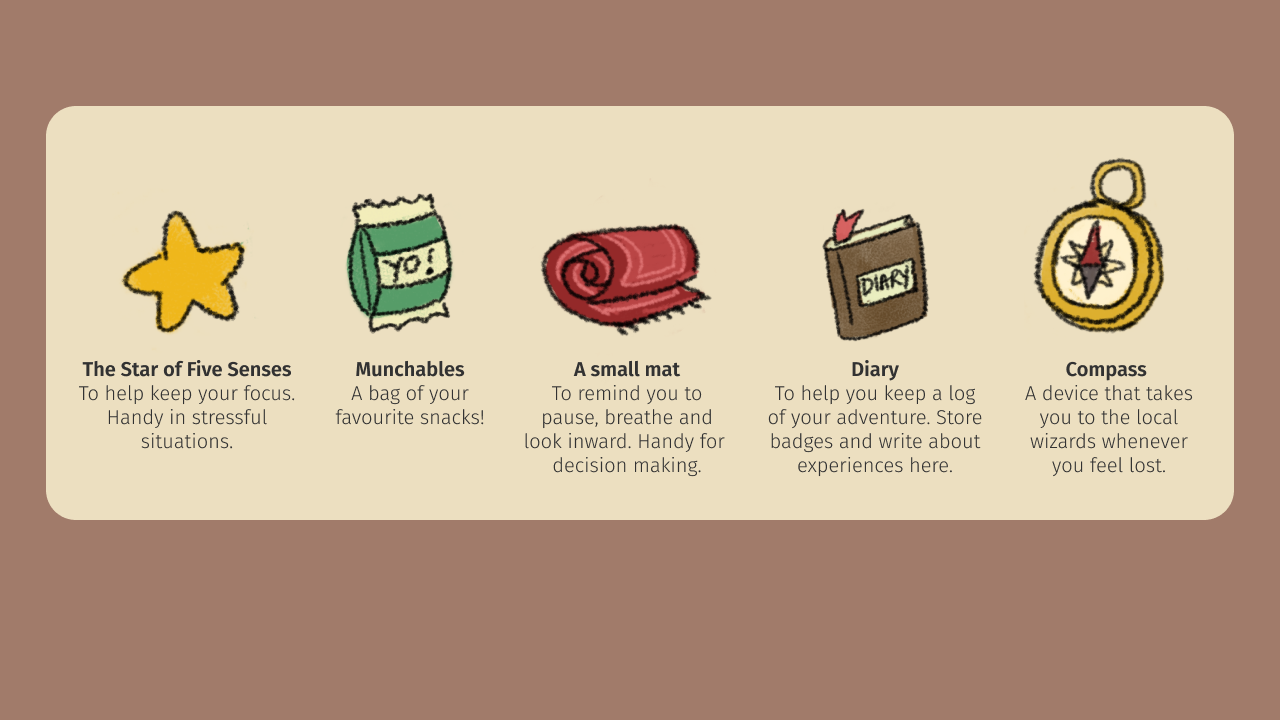 YO!
DIARY
The Star of Five Senses
To help keep your focus.
Handy in stressful
situations.
Munchables
A bag of your
favourite snacks!
A small mat
To remind you to
pause, breathe and
look inward. Handy for
decision making.
Diary
To help you keep a log
of your adventure. Store
badges and write about
experiences here.
Compass
A device that takes
you to the local
wizards whenever
you feel lost.